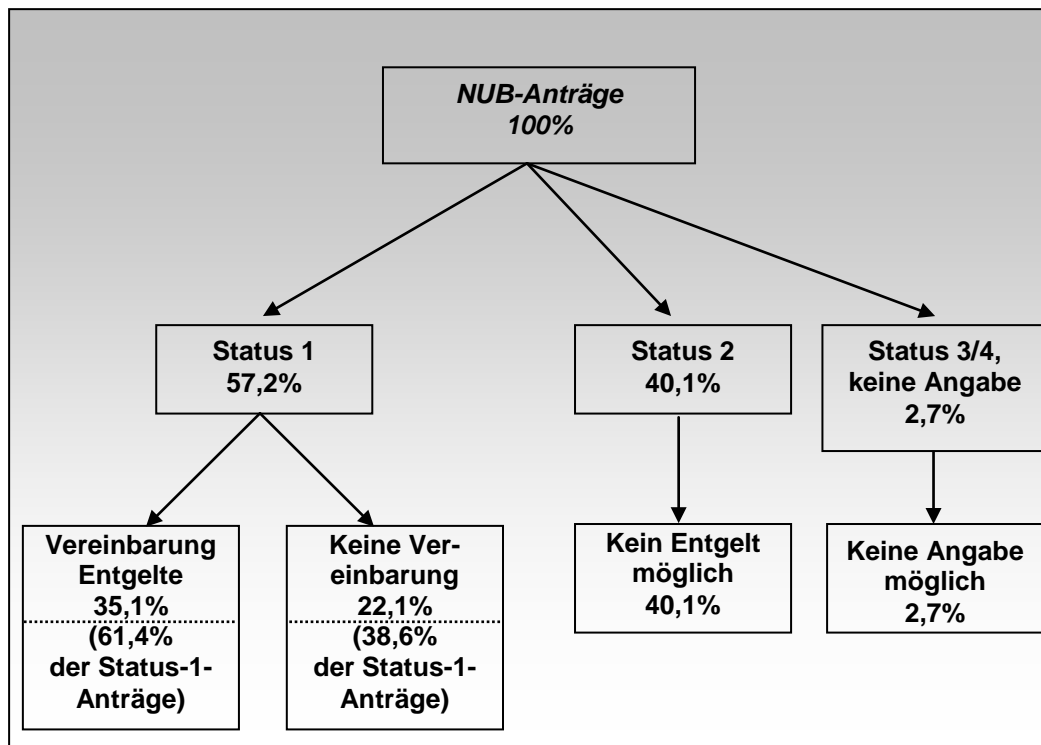 NUB-Anträge
100%
Status 1
57,2%
Status 2
40,1%
Status 3/4,
keine Angabe
2,7%
Vereinbarung
Entgelte
35,1%
(61,4%
der Status-1-
Anträge)
Keine Ver-
einbarung
22,1%
(38,6%
der Status-1-
Anträge)
Kein Entgelt
möglich
40,1%
Keine Angabe
möglich
2,7%